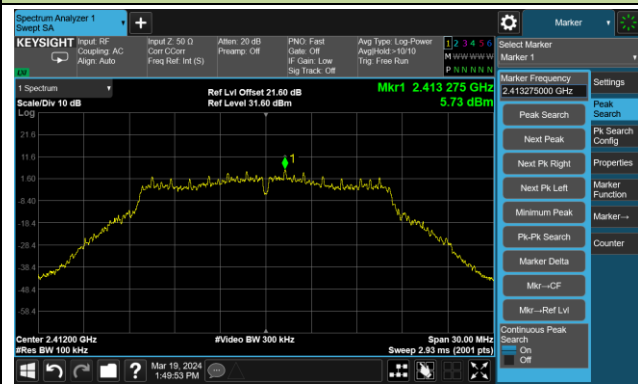 Spectrum Analyzer 1
Swept SA
Marker
KEYSIGHT
Input: RF
Coupling: AC
Align: Auto
Input Z: 50 Ω
Corr CCorr
Freq Ref: Int (S)
Atten: 20 dB
Preamp: Off
PNO: Fast
Gate: Off
IF Gain: Low
Sig Track: Off
Avg Type: Log-Power
Avg|Hold:>10/10
Trig: Free Run
1 2 3 4 5 6
M W W W W W
P N N N N N
Select Marker
Marker 1
LXI
1 Spectrum
Scale/Div 10 dB
Log
Ref Lvl Offset 21.60 dB
Ref Level 31.60 dBm
Mkr1 2.413 275 GHz
5.73 dBm
21.6
11.6
1.60
-8.40
-18.4
-28.4
-38.4
-48.4
-58.4
1
Center 2.41200 GHz
#Res BW 100 kHz
#Video BW 300 kHz
Span 30.00 MHz
Sweep 2.93 ms (2001 pts)
Marker Frequency
2.413275000 GHz
Peak Search
Next Peak
Next Pk Right
Next Pk Left
Minimum Peak
Pk-Pk Search
Marker Delta
Mkr→CF
Mkr→Ref Lvl
Continuous Peak
Search
On
Off
Settings
Peak
Search
Pk Search
Config
Properties
Marker
Function
Marker→
Counter
?
Mar 19, 2024
1:49:53 PM